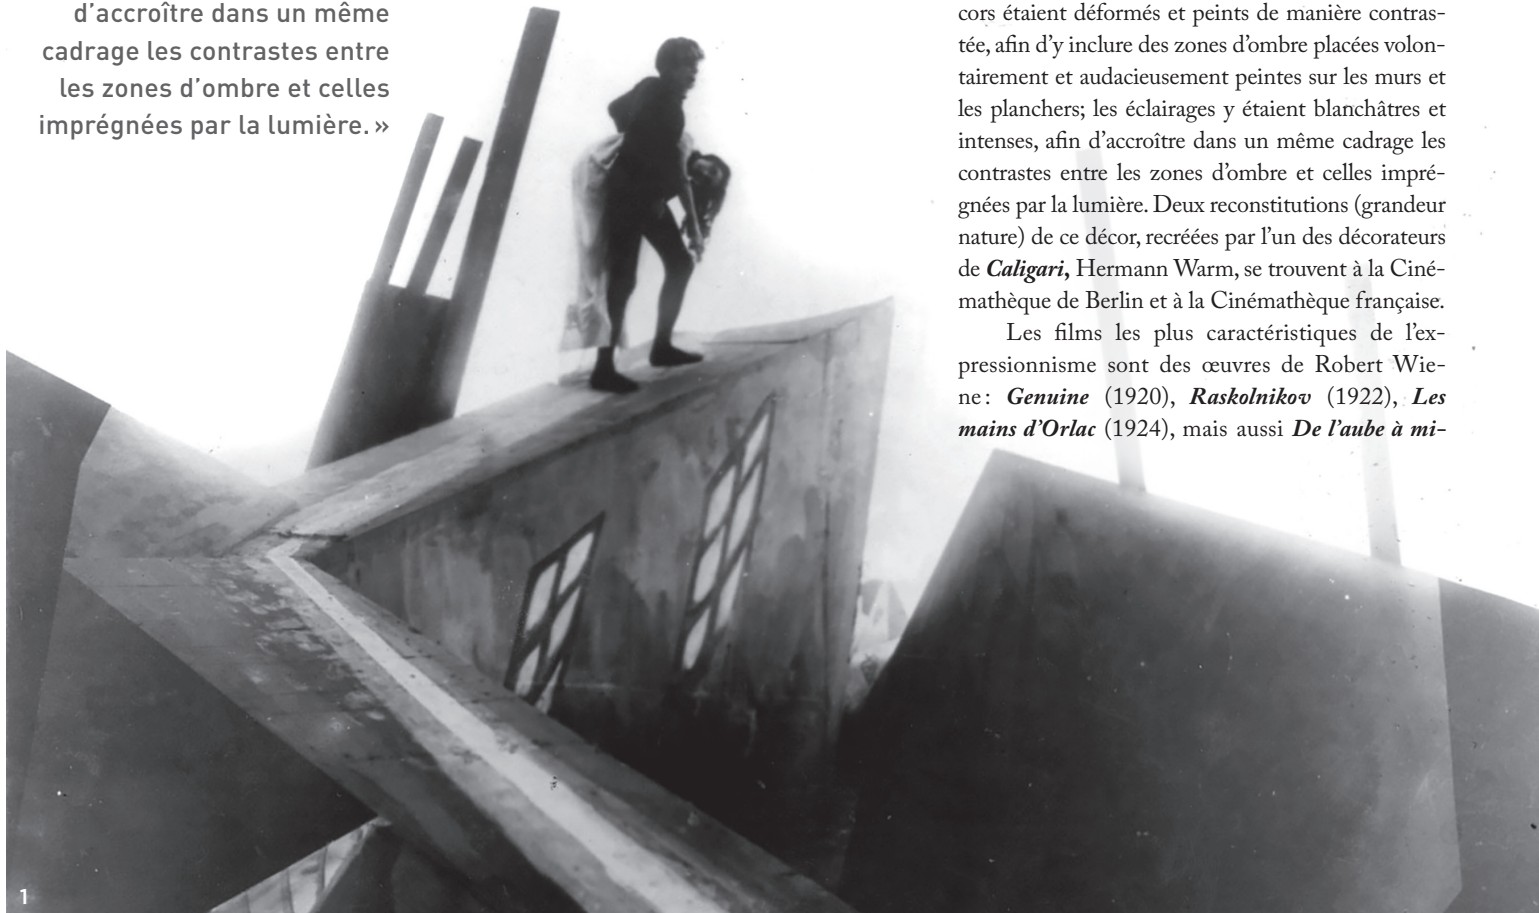 d’accroître dans un même
cadrage les contrastes entre
les zones d’ombre et celles
imprégnées par la lumière. »
cors étaient déformés et peints de manière contras-
tée, afin d’y inclure des zones d’ombre placées volon-
tairement et audacieusement peintes sur les murs et
les planchers; les éclairages y étaient blanchâtres et
intenses, afin d’accroître dans un même cadrage les
contrastes entre les zones d’ombre et celles impré-
gnées par la lumière. Deux reconstitutions (grandeur
nature) de ce décor, recréées par l’un des décorateurs
de Caligari, Hermann Warm, se trouvent à la Ciné-
mathèque de Berlin et à la Cinémathèque française.
Les films les plus caractéristiques de l’ex-
pressionnisme sont des œuvres de Robert Wie-
ne : Genuine (1920), Raskolnikov (1922), Les
mains d’Orlac (1924), mais aussi De l’aube à mi-
1